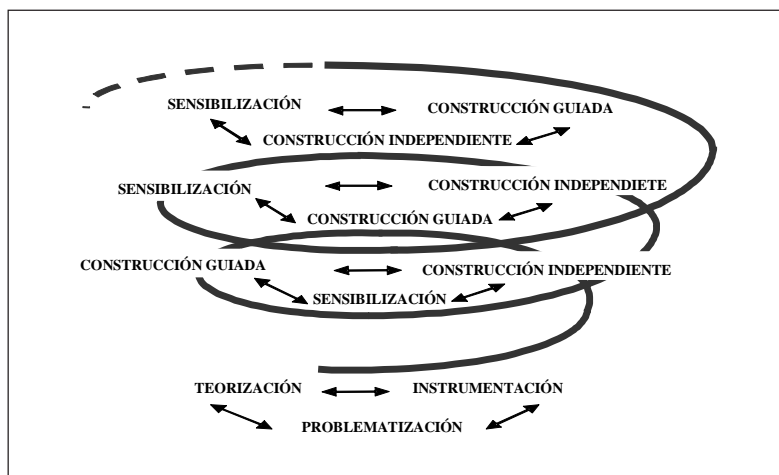 SENSIBILIZACIÓN CONSTRUCCIÓN GUIADA
CONSTRUCCIÓN INDEPENDIENTE
SENSIBILIZACIÓN CONSTRUCCIÓN INDEPENDIETE
CONSTRUCCIÓN GUIADA
CONSTRUCCIÓN GUIADA CONSTRUCCIÓN INDEPENDIENTE
SENSIBILIZACIÓN
TEORIZACIÓN INSTRUMENTACIÓN
PROBLEMATIZACIÓN